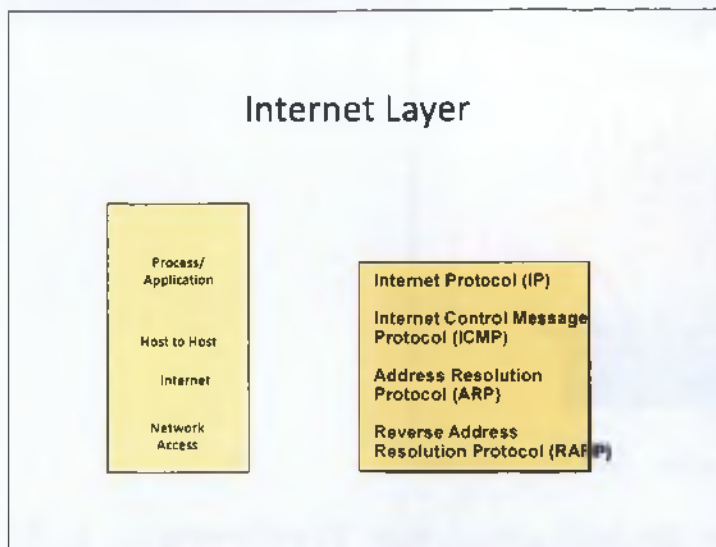 Internet Layer
Process/
Application
Host to Host
Internet
Network
Access
Internet Protocol (IP)
Internet Control Message
Protocol (ICMP)
Address Resolution
Protocol (ARP)
Reverse Address
Resolution Protocol (RARP)